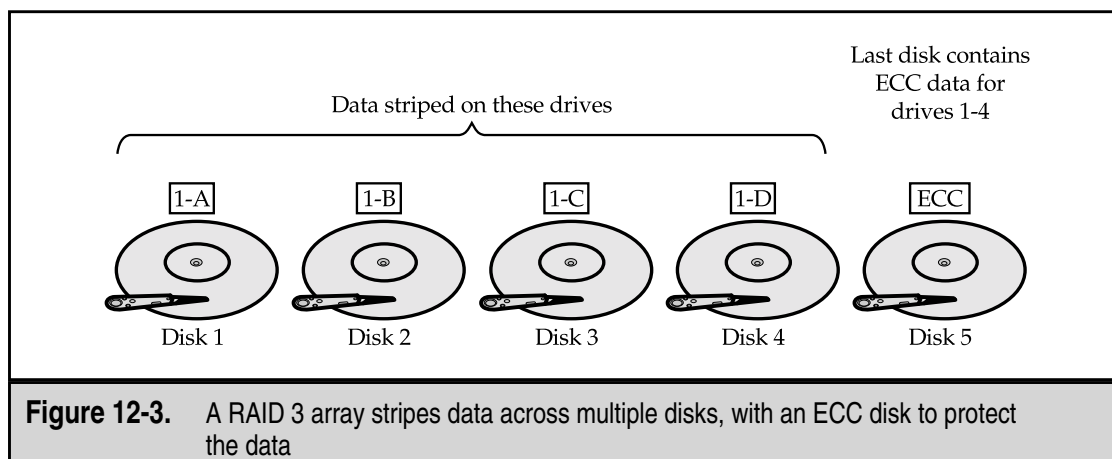 Last disk contains
ECC data for
drives 1-4
Data striped on these drives
1-A 1-B 1-C 1-D ECC
Disk 1 Disk 2 Disk 3 Disk 4 Disk 5
Figure 12-3. A RAID 3 array stripes data across multiple disks, with an ECC disk to protect
the data